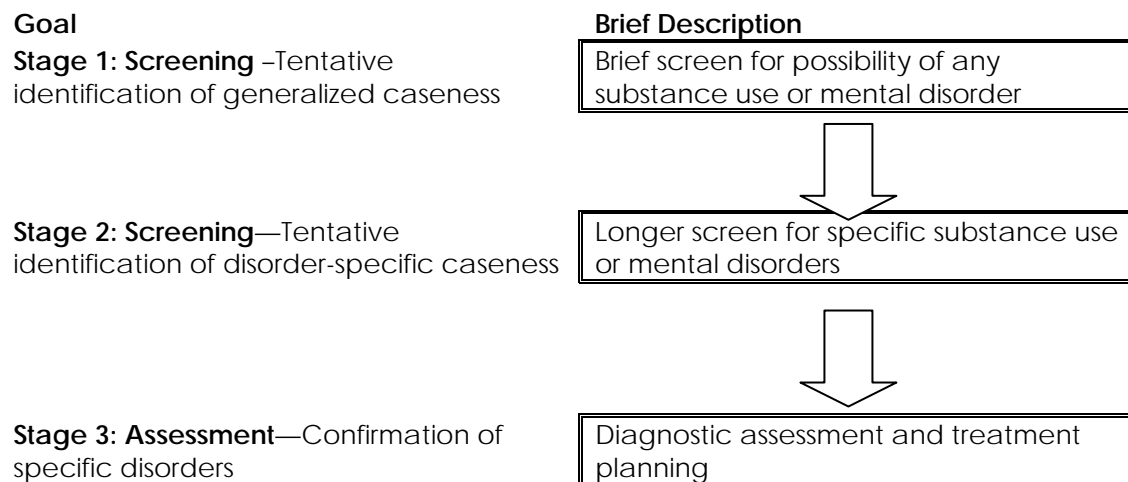 Goal
Brief Description
Stage 1: Screening –Tentative
identification of generalized caseness
Brief screen for possibility of any
substance use or mental disorder
Stage 2: Screening—Tentative
identification of disorder-specific caseness
Longer screen for specific substance use
or mental disorders
Stage 3: Assessment—Confirmation of
specific disorders
Diagnostic assessment and treatment
planning